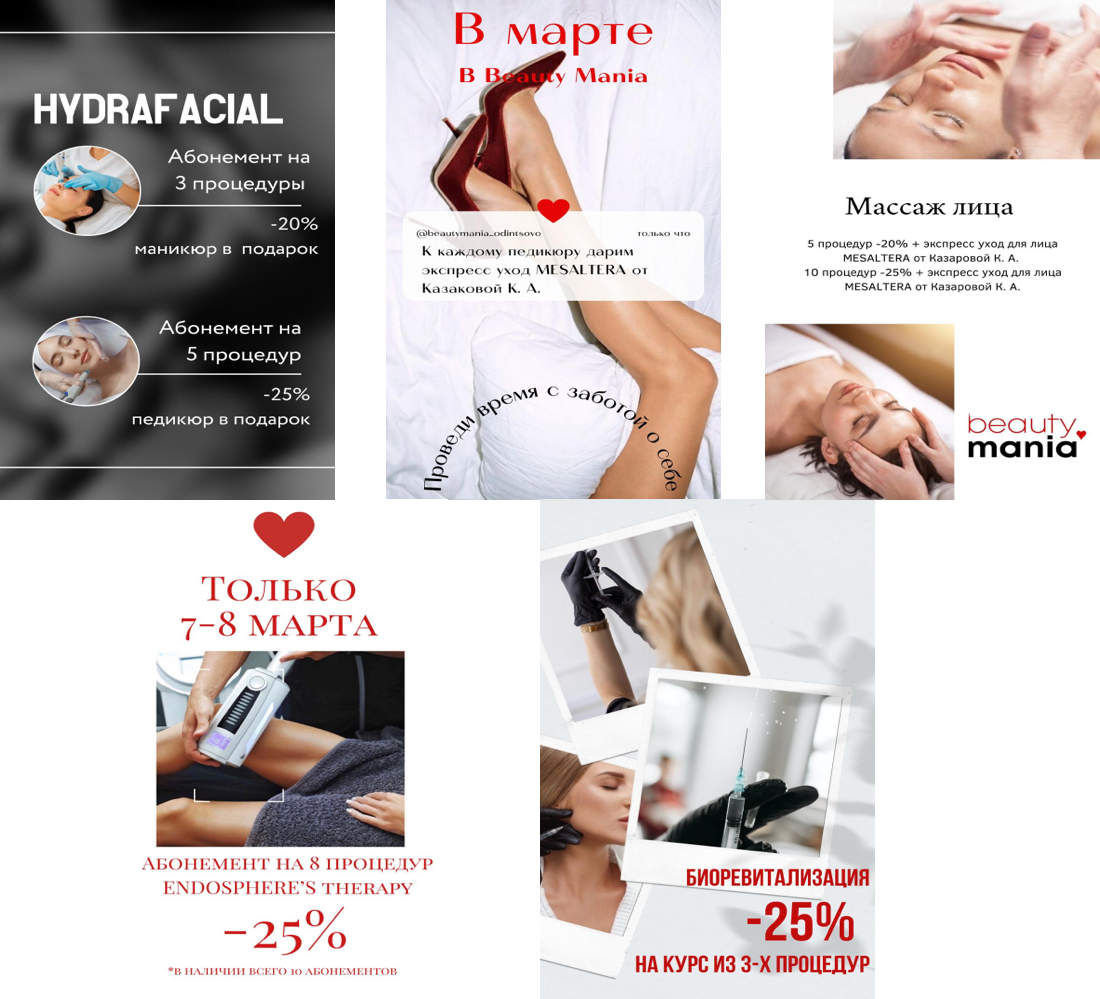 HYDRAFACIAL
Абонемент на
3 процедуры
-20%
маникюр в подарок
Абонемент на
5 процедур
-25%
педикюр в подарок
В марте
В Beauty Mania
@beautymania_odintsovo только что
К каждому педикюру дарим
экспресс уход MESALTERA от
Казаковой К. А.
Проведи время с заботой о себе
Массаж лица
5 процедур -20% + экспресс уход для лица
MESALTERA от Казаровой К. А.
10 процедур -25% + экспресс уход для лица
MESALTERA от Казаровой К. А.
beauty
mania
Только
7-8 марта
Абонемент на 8 процедур
ENDOSPHERE'S therapy
-25%
*в наличии всего 10 абонементов
БИОРЕВИТАЛИЗАЦИЯ
-25%
НА КУРС ИЗ 3-Х ПРОЦЕДУР